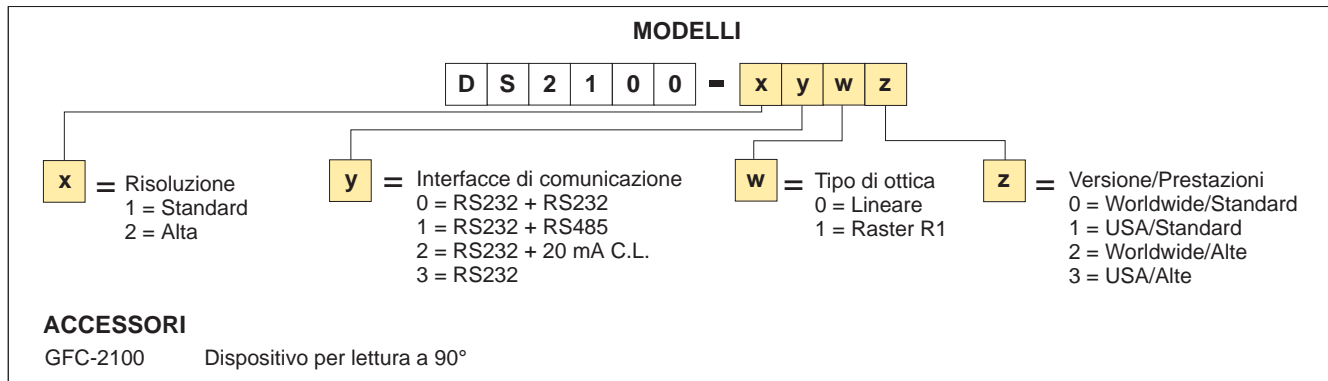 MODELLI
D S 2 1 0 0 - x y w z
x = Risoluzione
1 = Standard
2 = Alta
y = Interfacce di comunicazione
0 = RS232 + RS232
1 = RS232 + RS485
2 = RS232 + 20 mA C.L.
3 = RS232
w = Tipo di ottica
0 = Lineare
1 = Raster R1
z = Versione/Prestazioni
0 = Worldwide/Standard
1 = USA/Standard
2 = Worldwide/Alte
3 = USA/Alte
ACCESSORI
GFC-2100 Dispositivo per lettura a 90°